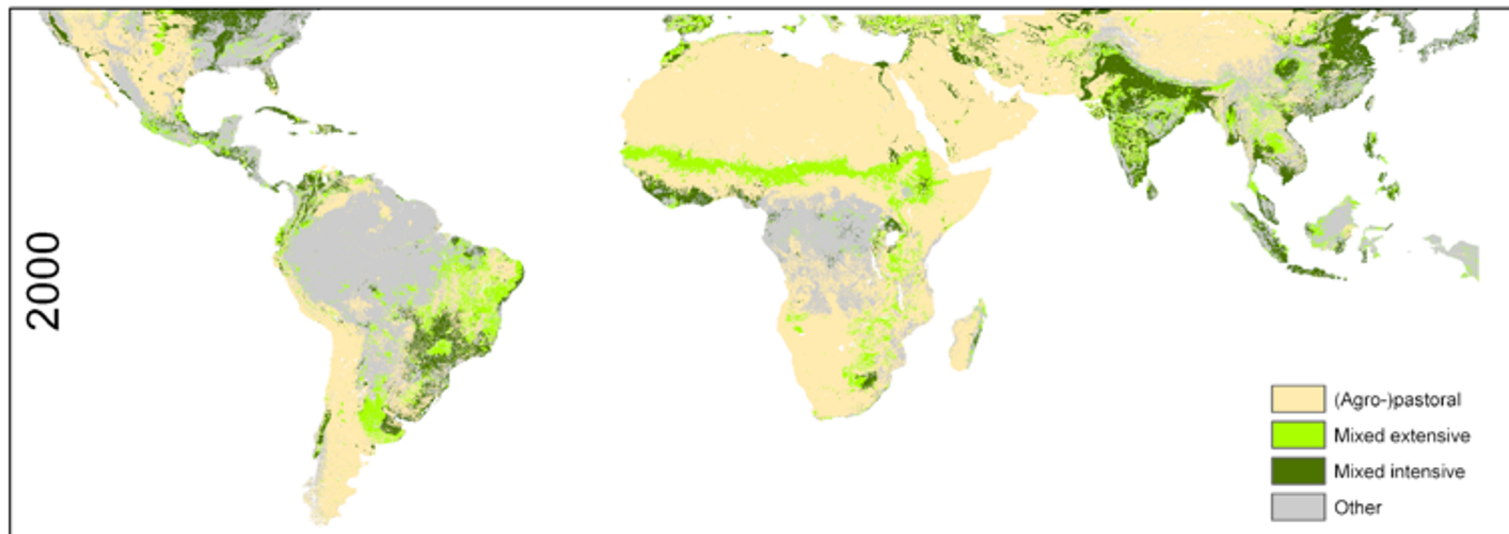 2000
(Agro-)pastoral
Mixed extensive
Mixed intensive
Other